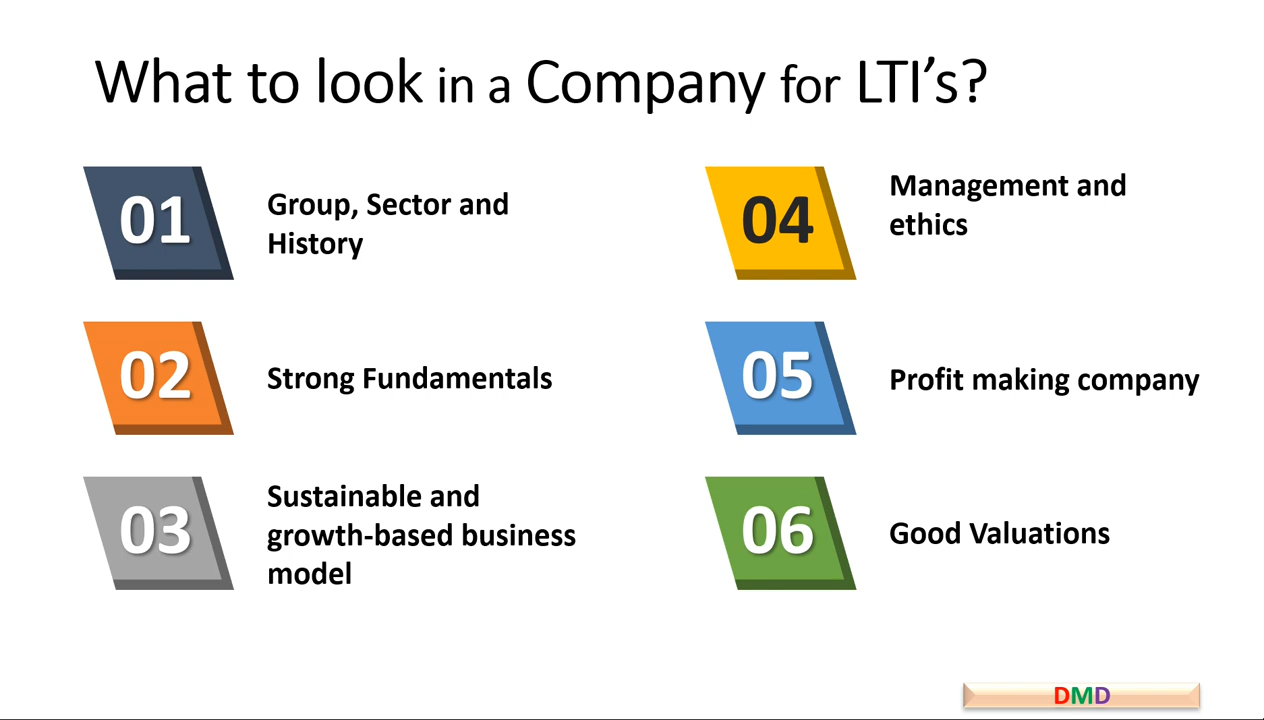 What to look in a Company for LTI’s?
01
Group, Sector and
History
02
Strong Fundamentals
03
Sustainable and
growth-based business
model
04
Management and
ethics
05
Profit making company
06
Good Valuations
DMD